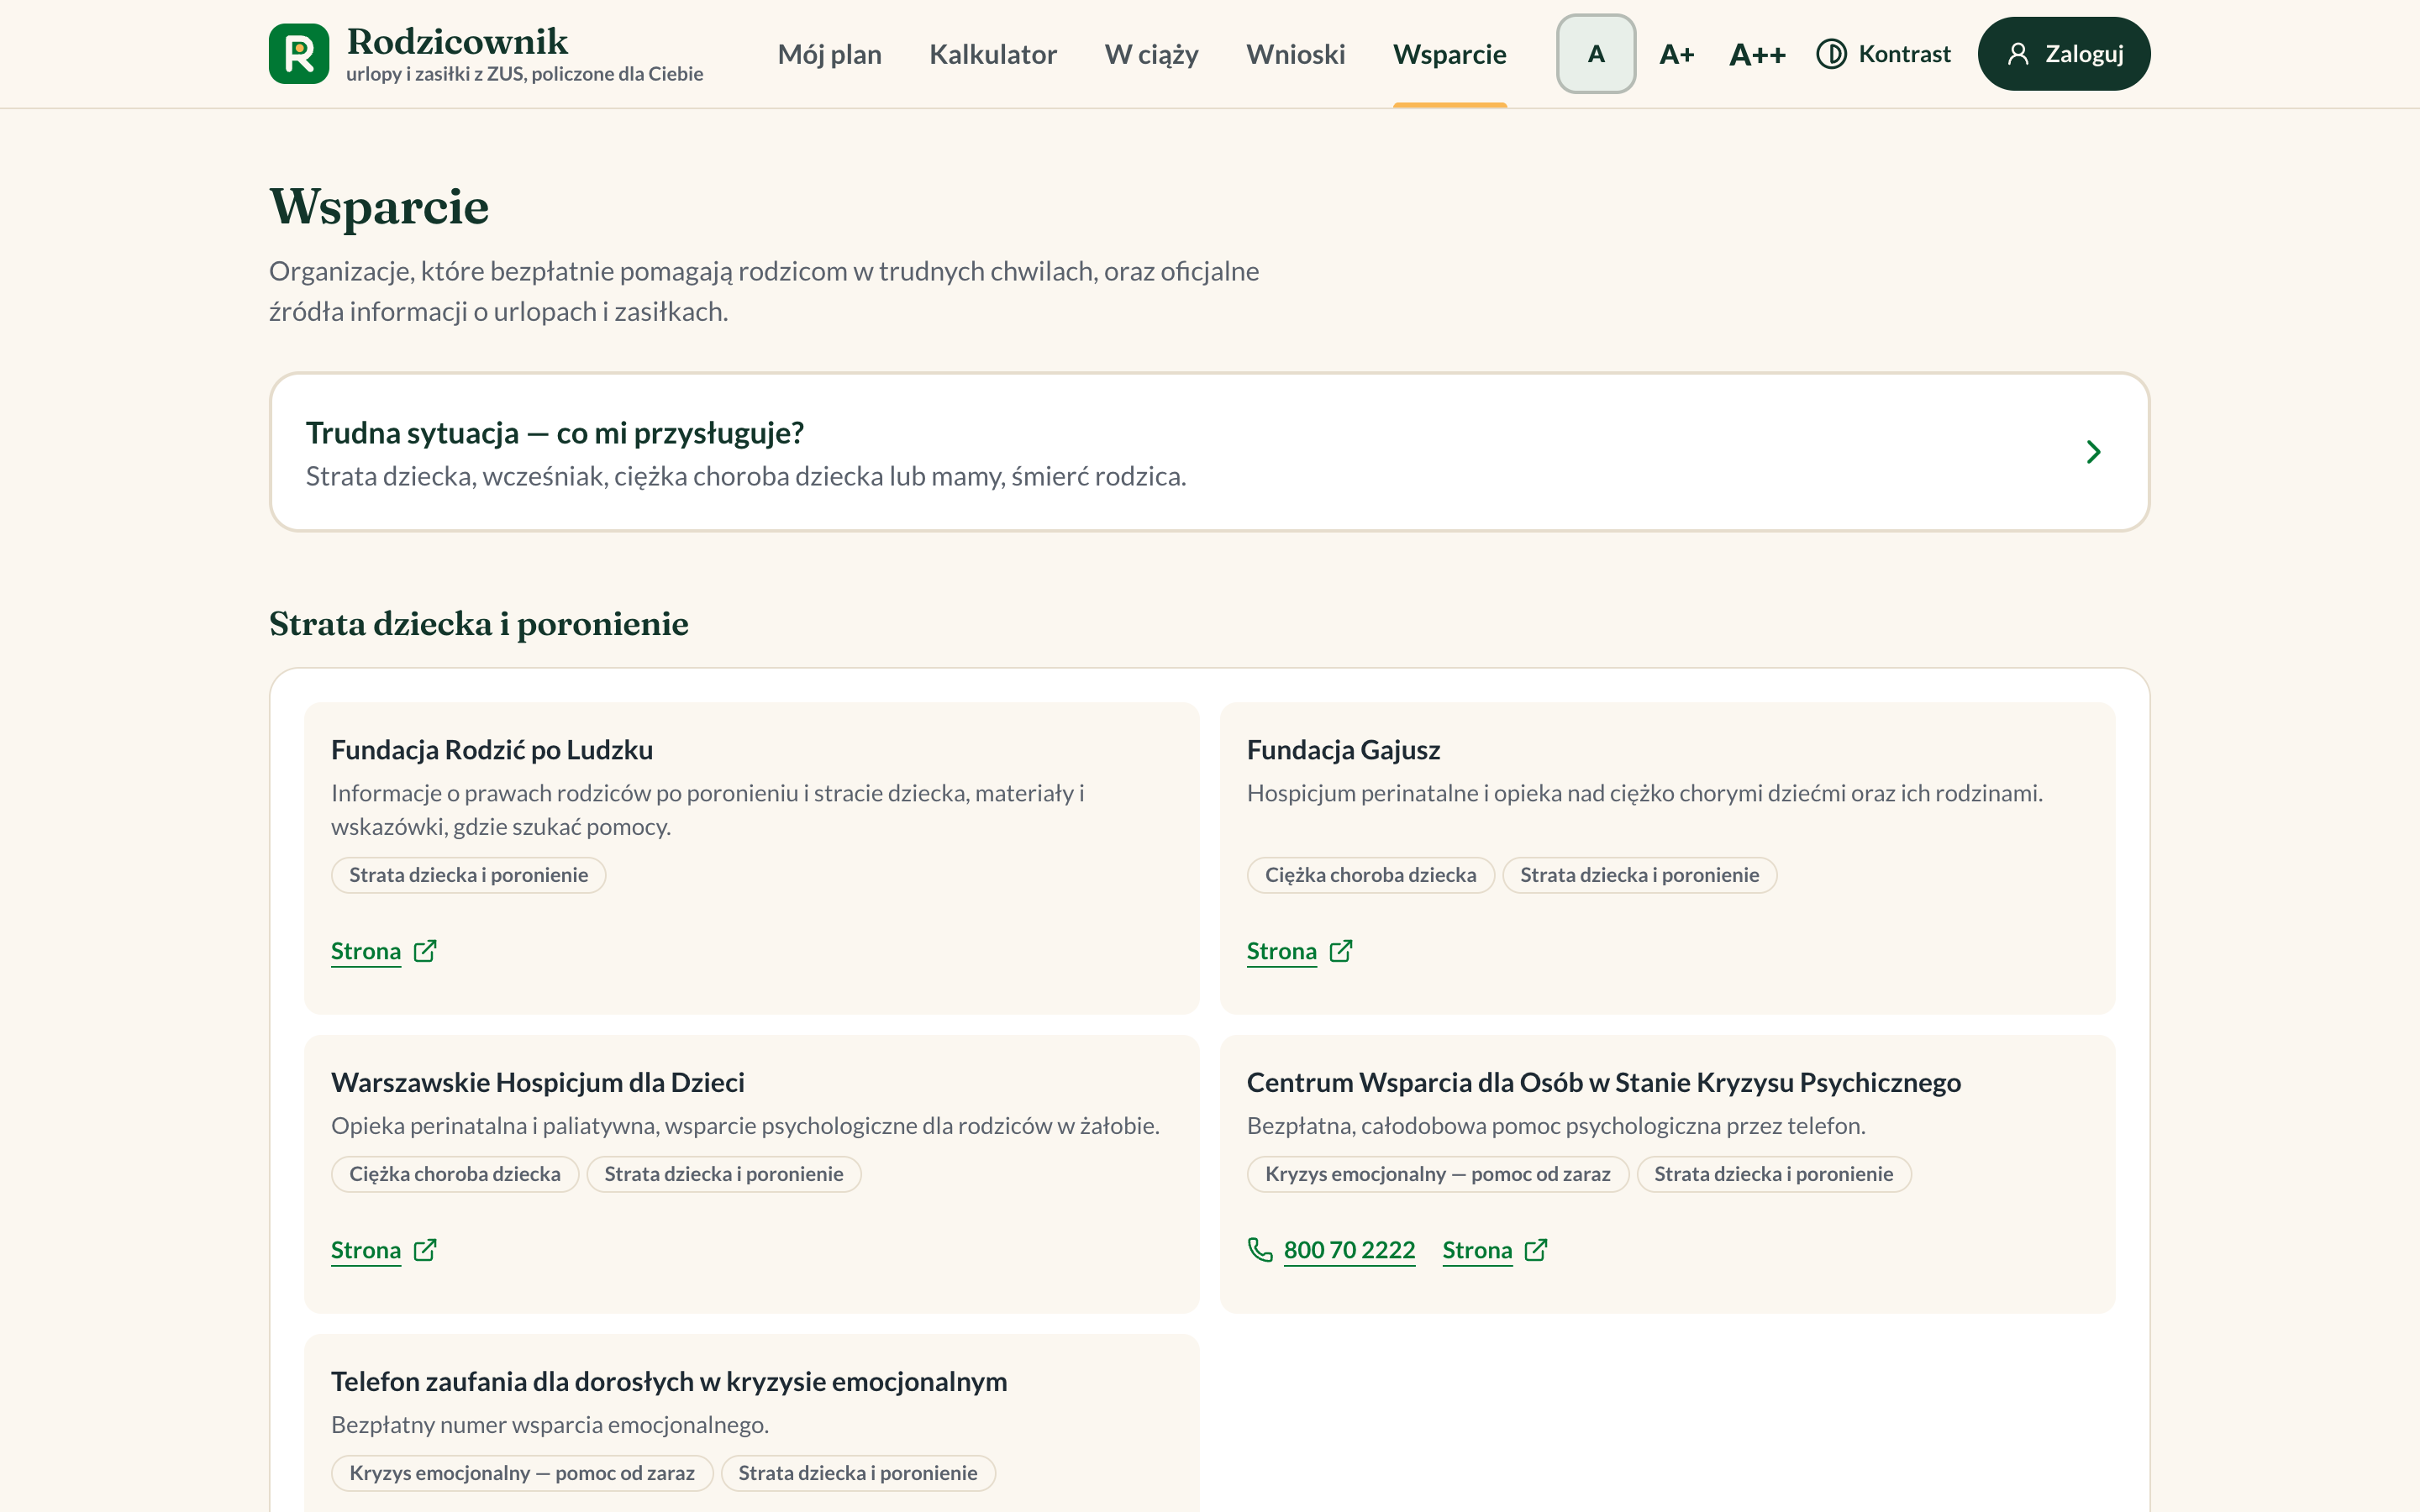 Rodzicownik
urlopy i zasiłki z ZUS, policzone dla Ciebie
Mój plan
Kalkulator
W ciąży
Wnioski
Wsparcie
A
A+
A++
Kontrast
Zaloguj
Wsparcie
Organizacje, które bezpłatnie pomagają rodzicom w trudnych chwilach, oraz oficjalne
źródła informacji o urlopach i zasiłkach.
Trudna sytuacja — co mi przysługuje?
Strata dziecka, wcześniak, ciężka choroba dziecka lub mamy, śmierć rodzica.
Strata dziecka i poronienie
Fundacja Rodzić po Ludzku
Informacje o prawach rodziców po poronieniu i stracie dziecka, materiały i
wskazówki, gdzie szukać pomocy.
Strata dziecka i poronienie
Strona
Fundacja Gajusz
Hospicjum perinatalne i opieka nad ciężko chorymi dziećmi oraz ich rodzinami.
Ciężka choroba dziecka
Strata dziecka i poronienie
Strona
Warszawskie Hospicjum dla Dzieci
Opieka perinatalna i paliatywna, wsparcie psychologiczne dla rodziców w żałobie.
Ciężka choroba dziecka
Strata dziecka i poronienie
Strona
Centrum Wsparcia dla Osób w Stanie Kryzysu Psychicznego
Bezpłatna, całodobowa pomoc psychologiczna przez telefon.
Kryzys emocjonalny — pomoc od zaraz
Strata dziecka i poronienie
800 70 2222
Strona
Telefon zaufania dla dorosłych w kryzysie emocjonalnym
Bezpłatny numer wsparcia emocjonalnego.
Kryzys emocjonalny — pomoc od zaraz
Strata dziecka i poronienie